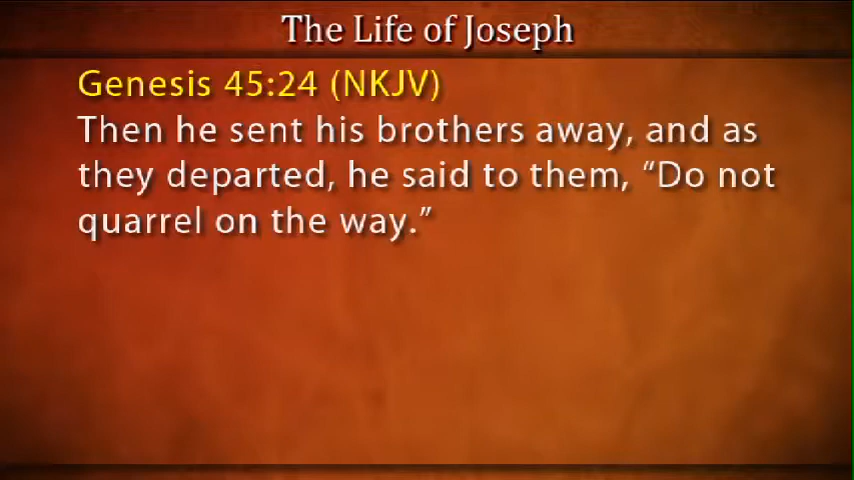 The Life of Joseph
Genesis 45:24 (NKJV)
Then he sent his brothers away, and as
they departed, he said to them, “Do not
quarrel on the way.”